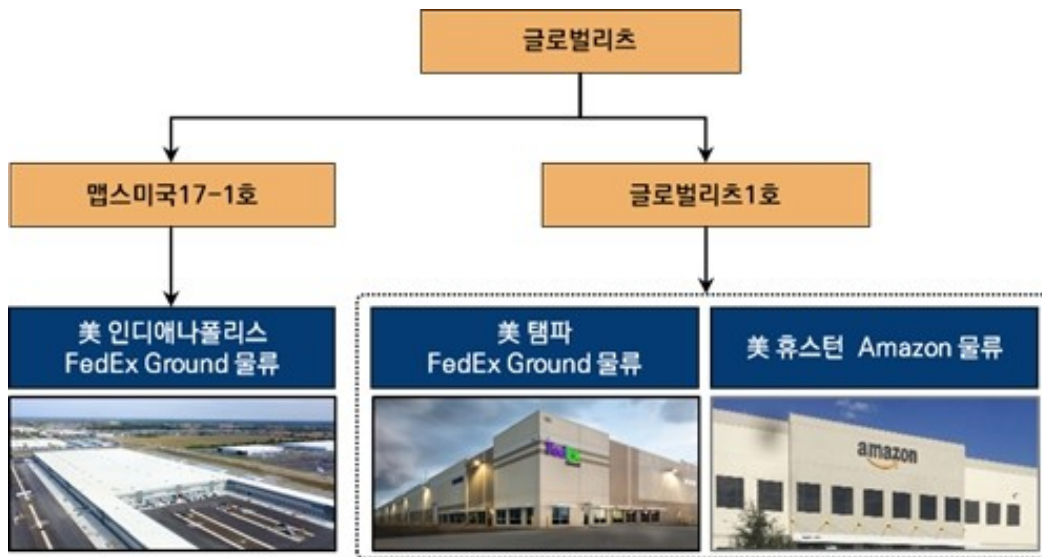 글로벌리츠
맵스미국17-1호
글로벌리츠1호
美 인디애나폴리스
FedEx Ground 물류
美 탬파
FedEx Ground 물류
美 휴스턴 Amazon 물류
FedEx
amazon